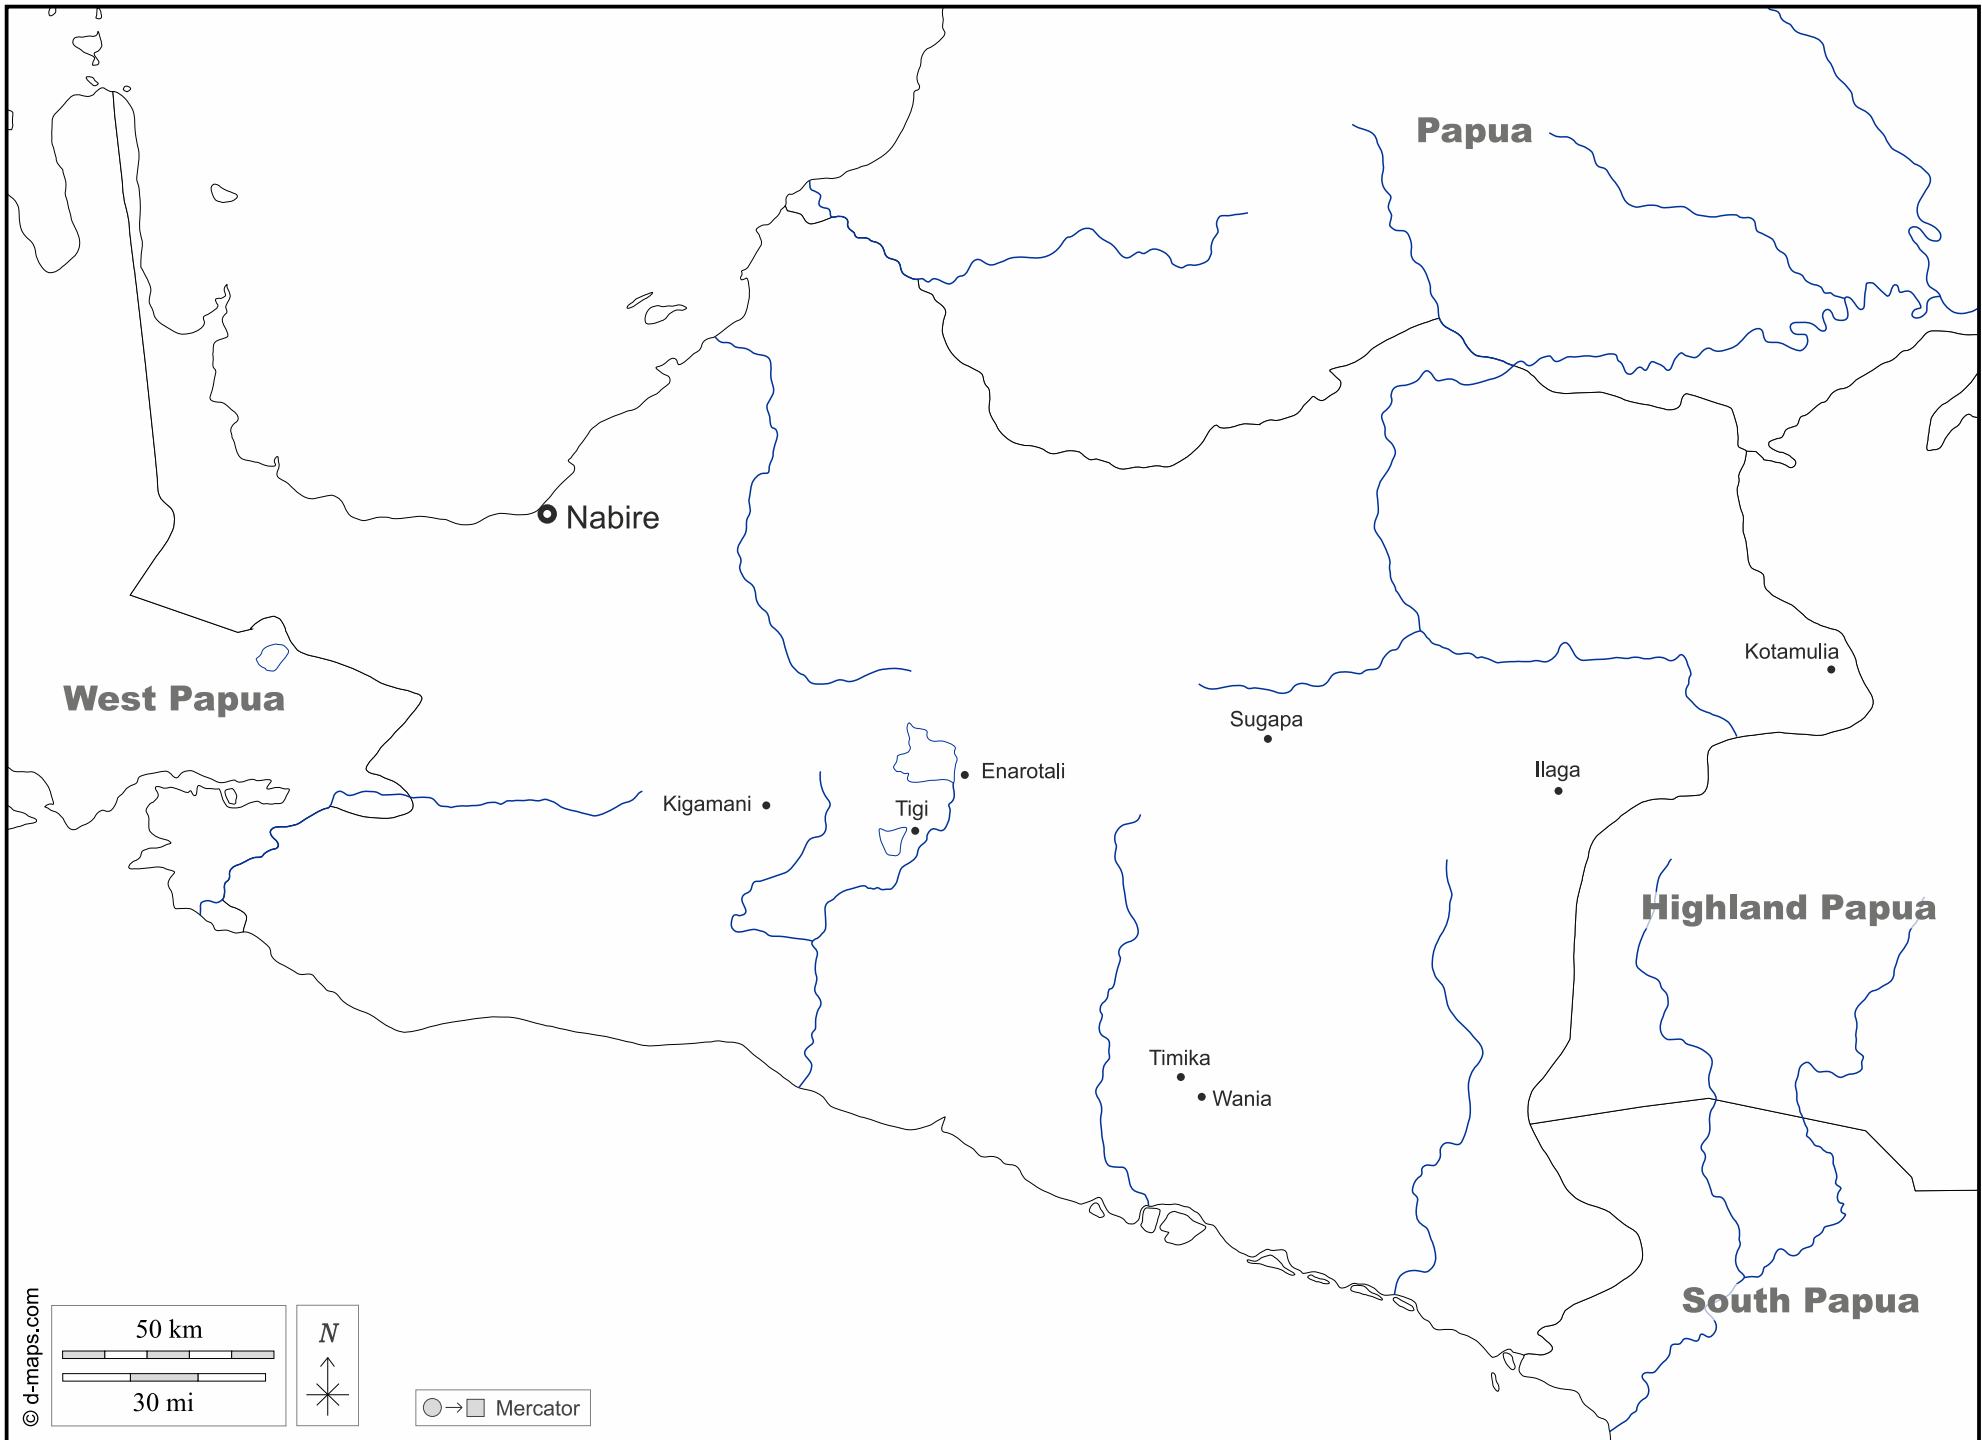 Papua
Nabire
Kotamulia
West Papua
Sugapa
Enarotali
Ilaga
Kigamani
Tigi
Highland Papua
Timika
Wania
South Papua
© d-maps.com
50 km
30 mi
N
Mercator